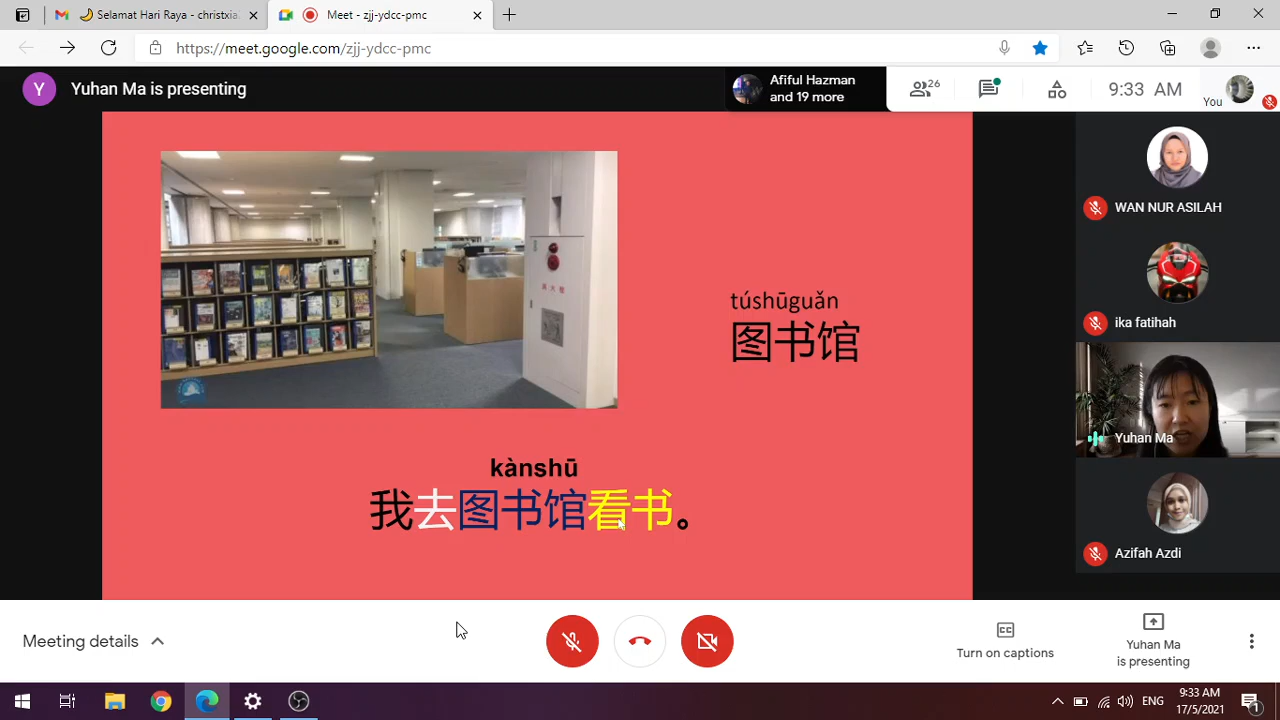 🌙 Selamat Hari Raya - christxia
Meet - zjj-ydcc-pmc
https://meet.google.com/zjj-ydcc-pmc
Y
Yuhan Ma is presenting
Afiful Hazman
and 19 more
26
9:33 AM
You
WAN NUR ASILAH
túshūguǎn
图书馆
ika fatihah
Yuhan Ma
kànshū
我去图书馆看书。
Azifah Azdi
Meeting details
CC
Turn on captions
Yuhan Ma
is presenting
ENG
9:33 AM
17/5/2021
1